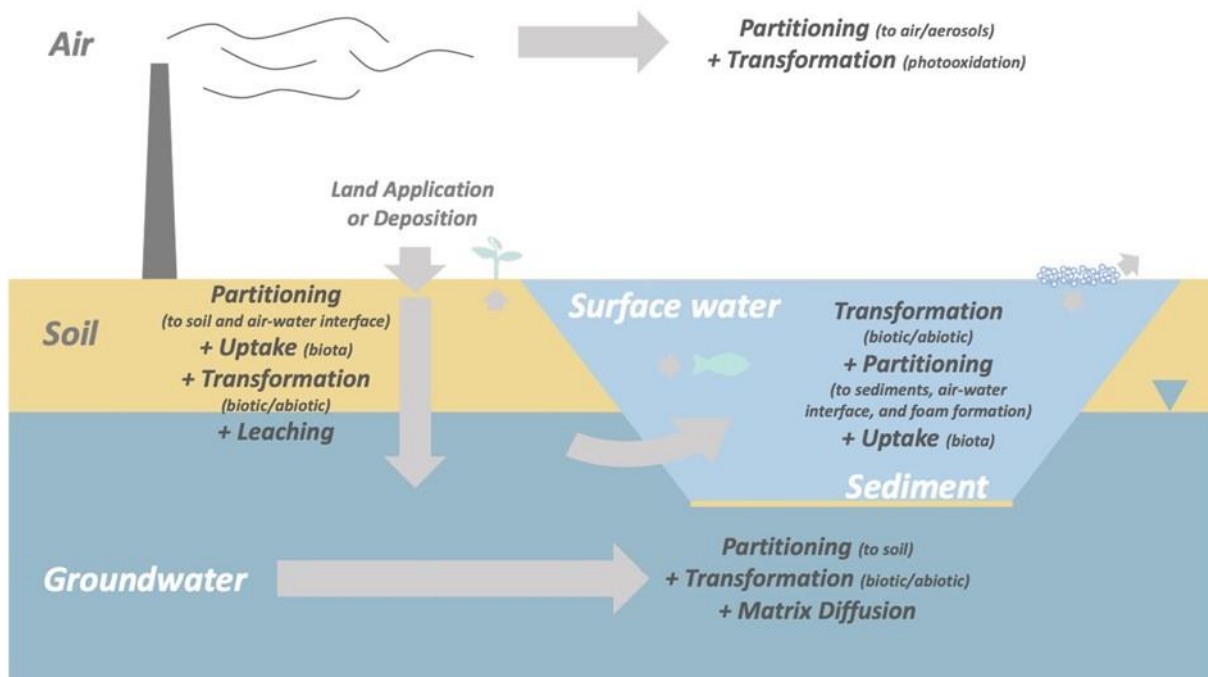 Air
Partitioning (to air/aerosols)
+ Transformation (photooxidation)
Land Application
or Deposition
Soil
Partitioning
(to soil and air-water interface)
+ Uptake (biota)
+ Transformation
(biotic/abiotic)
+ Leaching
Surface water
Transformation
(biotic/abiotic)
+ Partitioning
(to sediments, air-water
interface, and foam formation)
+ Uptake (biota)
Sediment
Groundwater
Partitioning (to soil)
+ Transformation (biotic/abiotic)
+ Matrix Diffusion